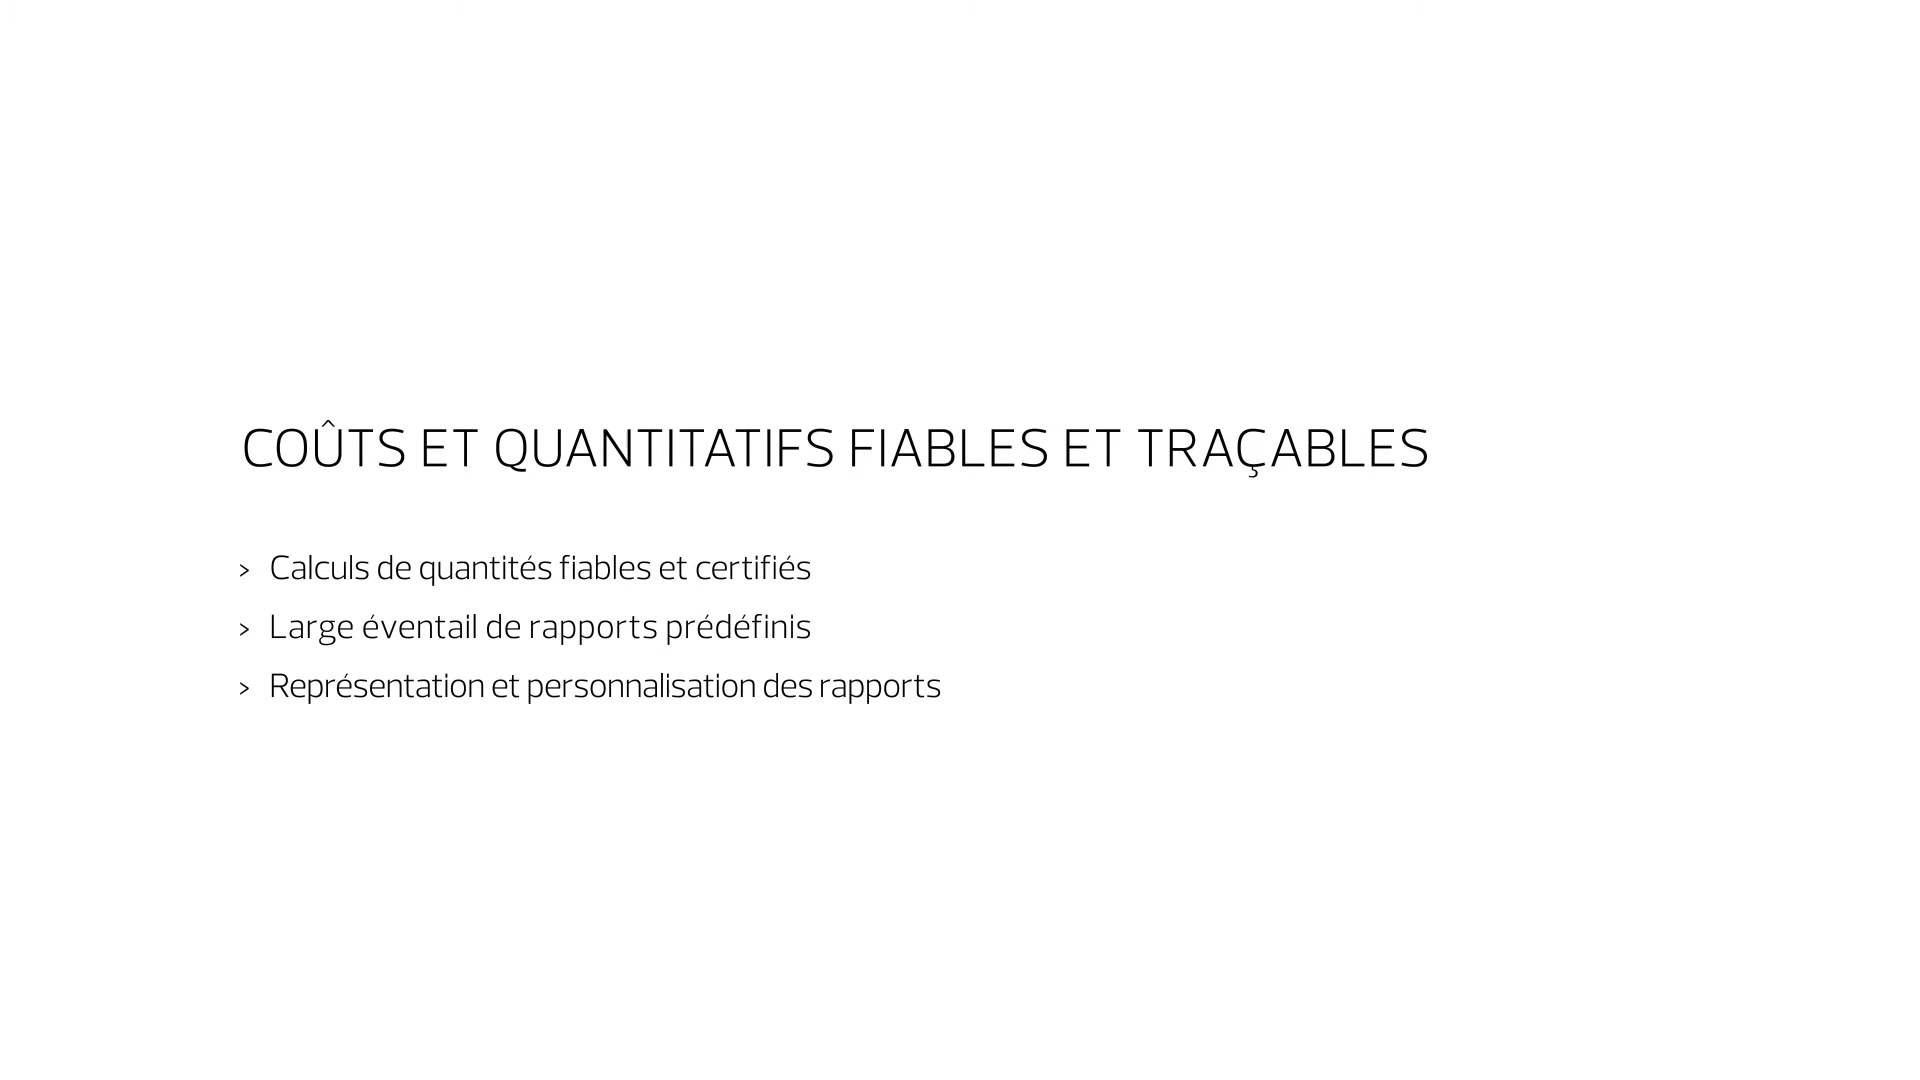 COÛTS ET QUANTITATIFS FIABLES ET TRAÇABLES
> Calculs de quantités fiables et certifiés
> Large éventail de rapports prédéfinis
> Représentation et personnalisation des rapports